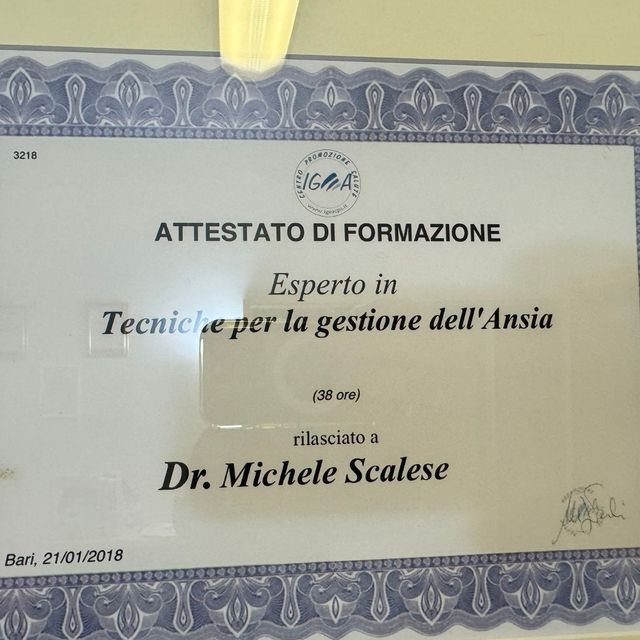 3218
CENTRO PROMOZIONE SALUTE
IGEA
www.igeacps.it
ATTESTATO DI FORMAZIONE
Esperto in
Tecniche per la gestione dell'Ansia
(38 ore)
rilasciato a
Dr. Michele Scalese
Bari, 21/01/2018